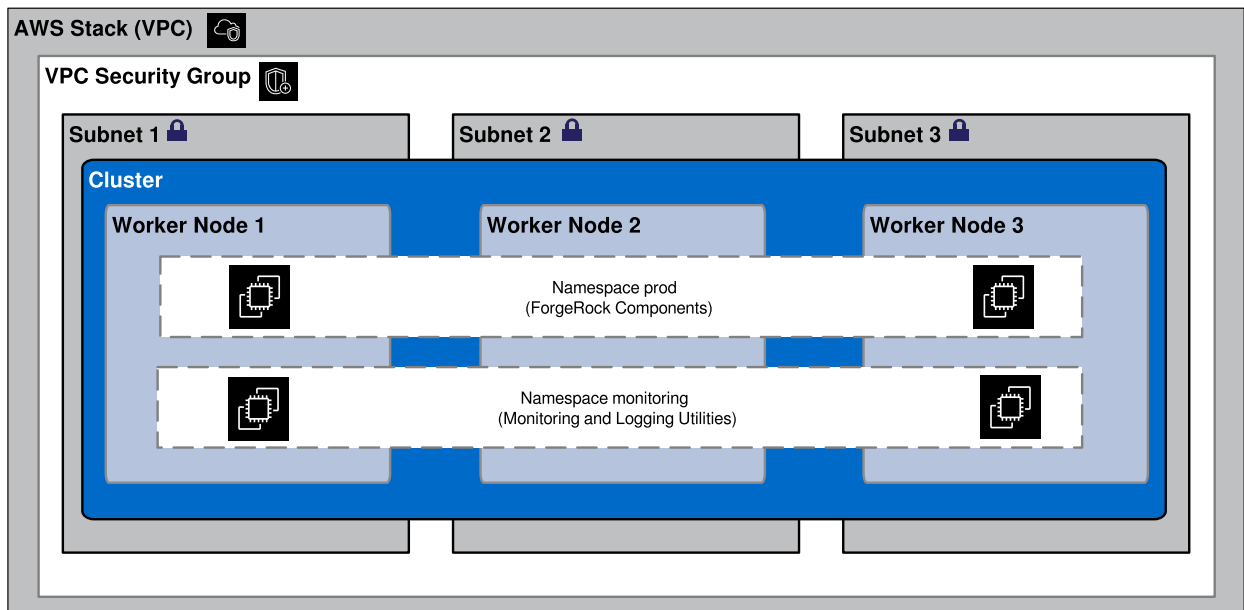 AWS Stack (VPC)
VPC Security Group
Subnet 1
Subnet 2
Subnet 3
Cluster
Worker Node 1
Worker Node 2
Worker Node 3
Namespace prod
(ForgeRock Components)
Namespace monitoring
(Monitoring and Logging Utilities)